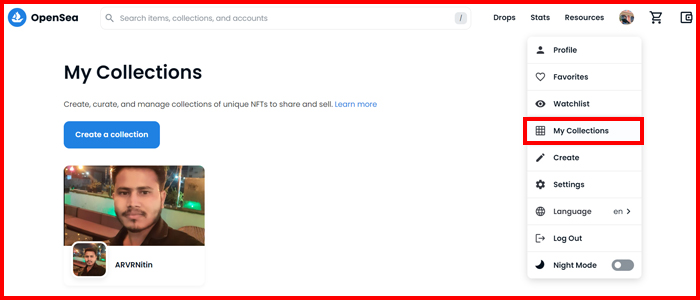 OpenSea
Search items, collections, and accounts
/
Drops
Stats
Resources
My Collections
Create, curate, and manage collections of unique NFTs to share and sell. Learn more
Create a collection
ARVRNitin
Profile
Favorites
Watchlist
My Collections
Create
Settings
Language en
Log Out
Night Mode